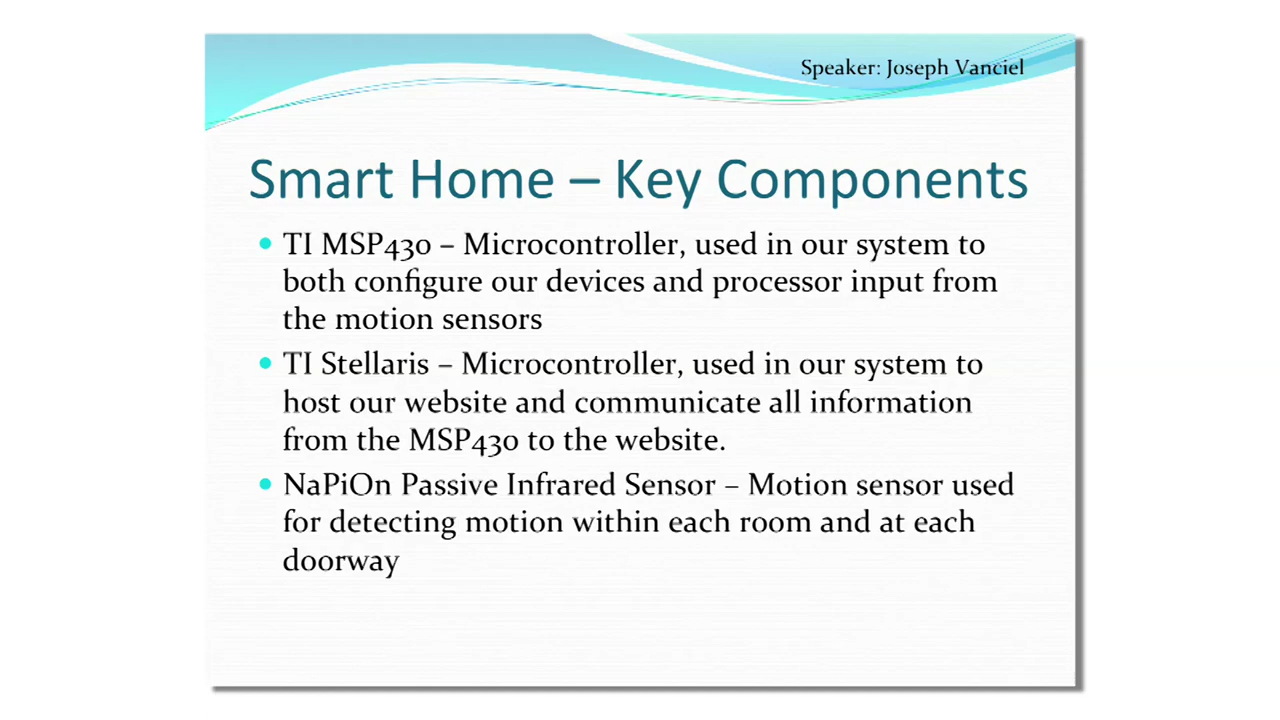 Speaker: Joseph Vanciel
Smart Home – Key Components
• TI MSP430 – Microcontroller, used in our system to
both configure our devices and processor input from
the motion sensors
• TI Stellaris – Microcontroller, used in our system to
host our website and communicate all information
from the MSP430 to the website.
• NaPiOn Passive Infrared Sensor – Motion sensor used
for detecting motion within each room and at each
doorway